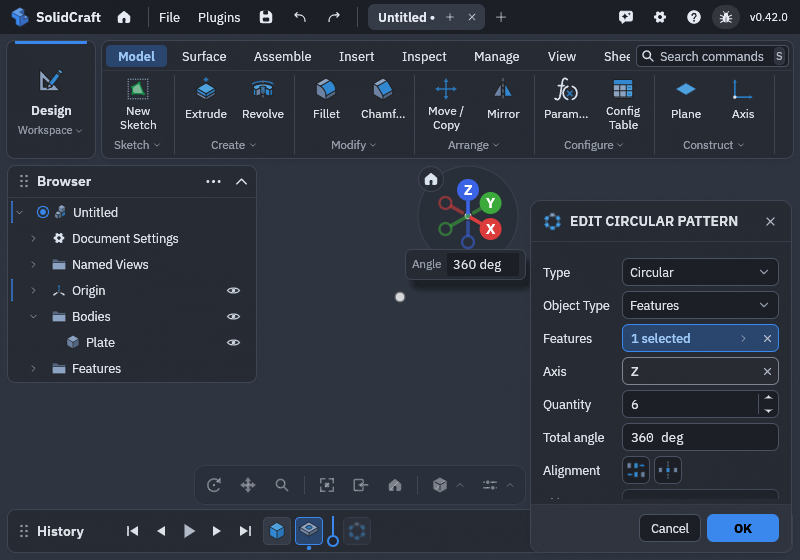 SolidCraft File Plugins Untitled • v0.42.0
Model Surface Assemble Insert Inspect Manage View Search commands S
Design
Workspace
New Sketch Extrude Revolve Fillet Chamf... Move / Copy Mirror Param... Config Table Plane Axis
Sketch Create Modify Arrange Configure Construct
Browser
Untitled
Document Settings
Named Views
Origin
Bodies
Plate
Features
Z
Y
X
Angle 360 deg
EDIT CIRCULAR PATTERN
Type Circular
Object Type Features
Features 1 selected
Axis Z
Quantity 6
Total angle 360 deg
Alignment
Cancel OK
History